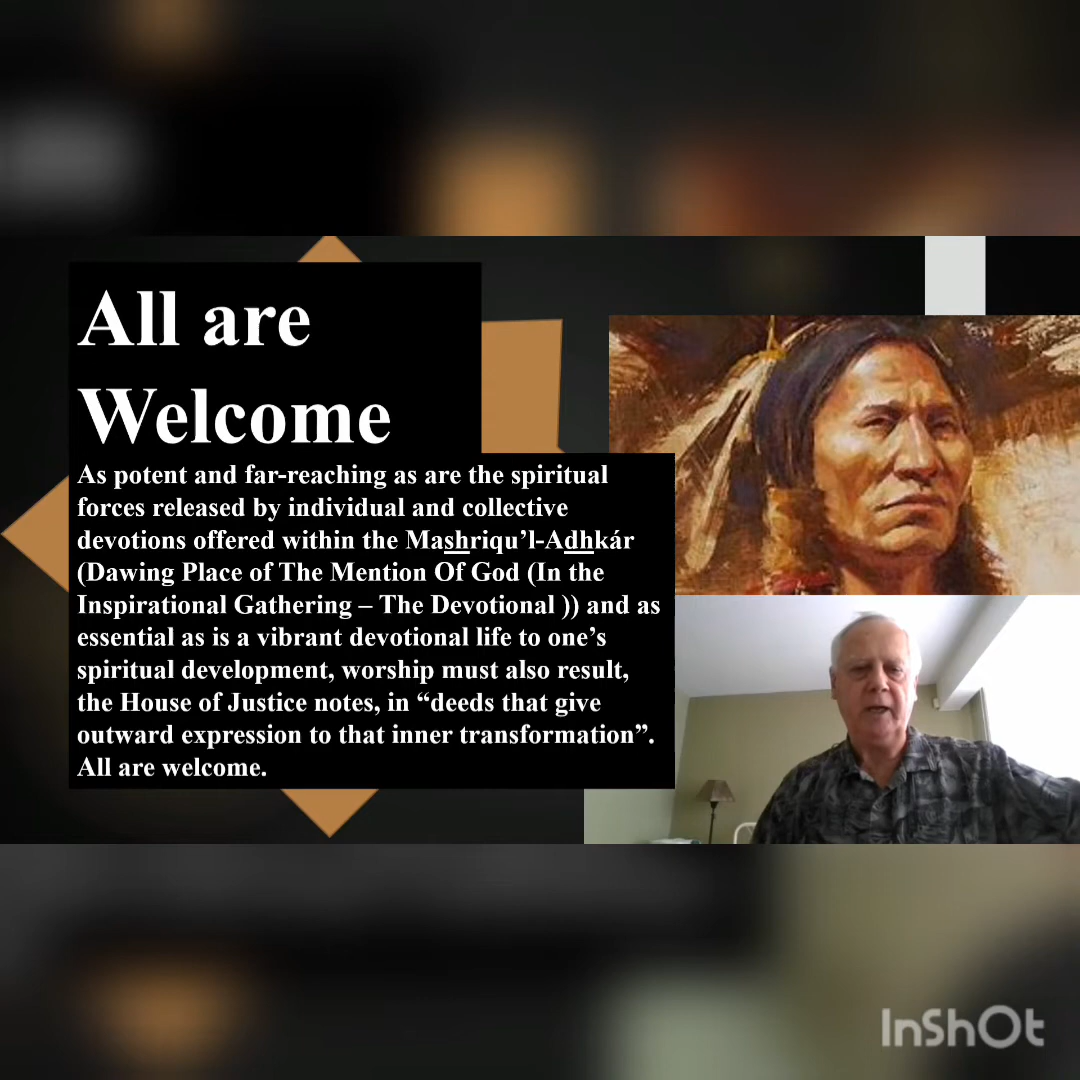 All are
Welcome
As potent and far-reaching as are the spiritual
forces released by individual and collective
devotions offered within the Mashriqu’l-Adhkár
(Dawing Place of The Mention Of God (In the
Inspirational Gathering – The Devotional )) and as
essential as is a vibrant devotional life to one’s
spiritual development, worship must also result,
the House of Justice notes, in “deeds that give
outward expression to that inner transformation”.
All are welcome.
InShOt